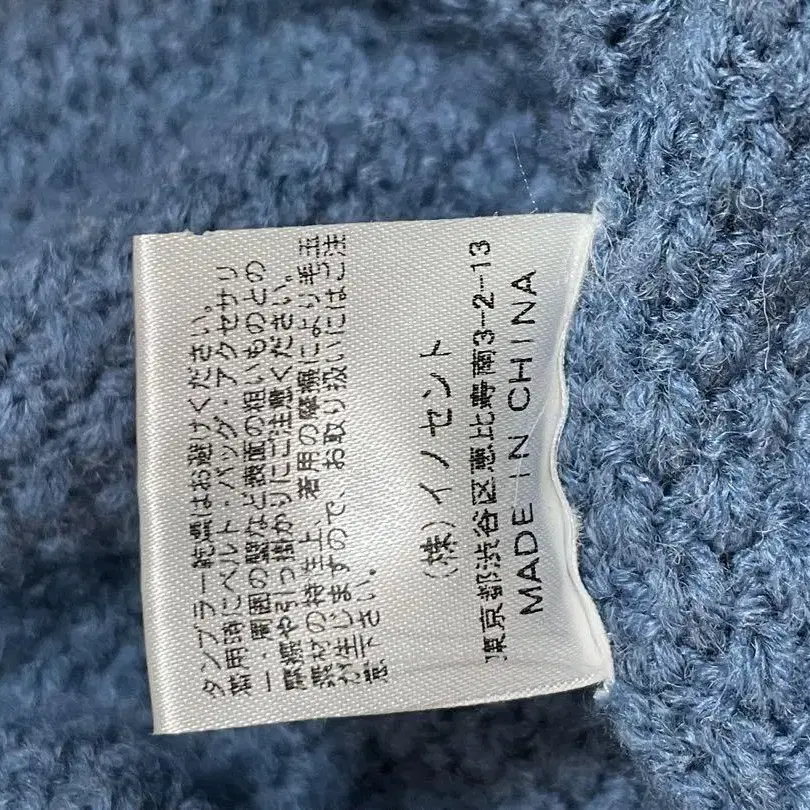 タンブラー乾燥はお避けください。
着用時にベルト・バッグ・アクセサリ
ー・周囲の壁など表面の粗いものとの
摩擦や引っ掛かりにご注意ください。
素材の特性上、着用の摩擦により毛玉
が生じますので、お取り扱いにはご注
意下さい。
(株)イノセント
東京都渋谷区恵比寿南3-2-13
MADE IN CHINA